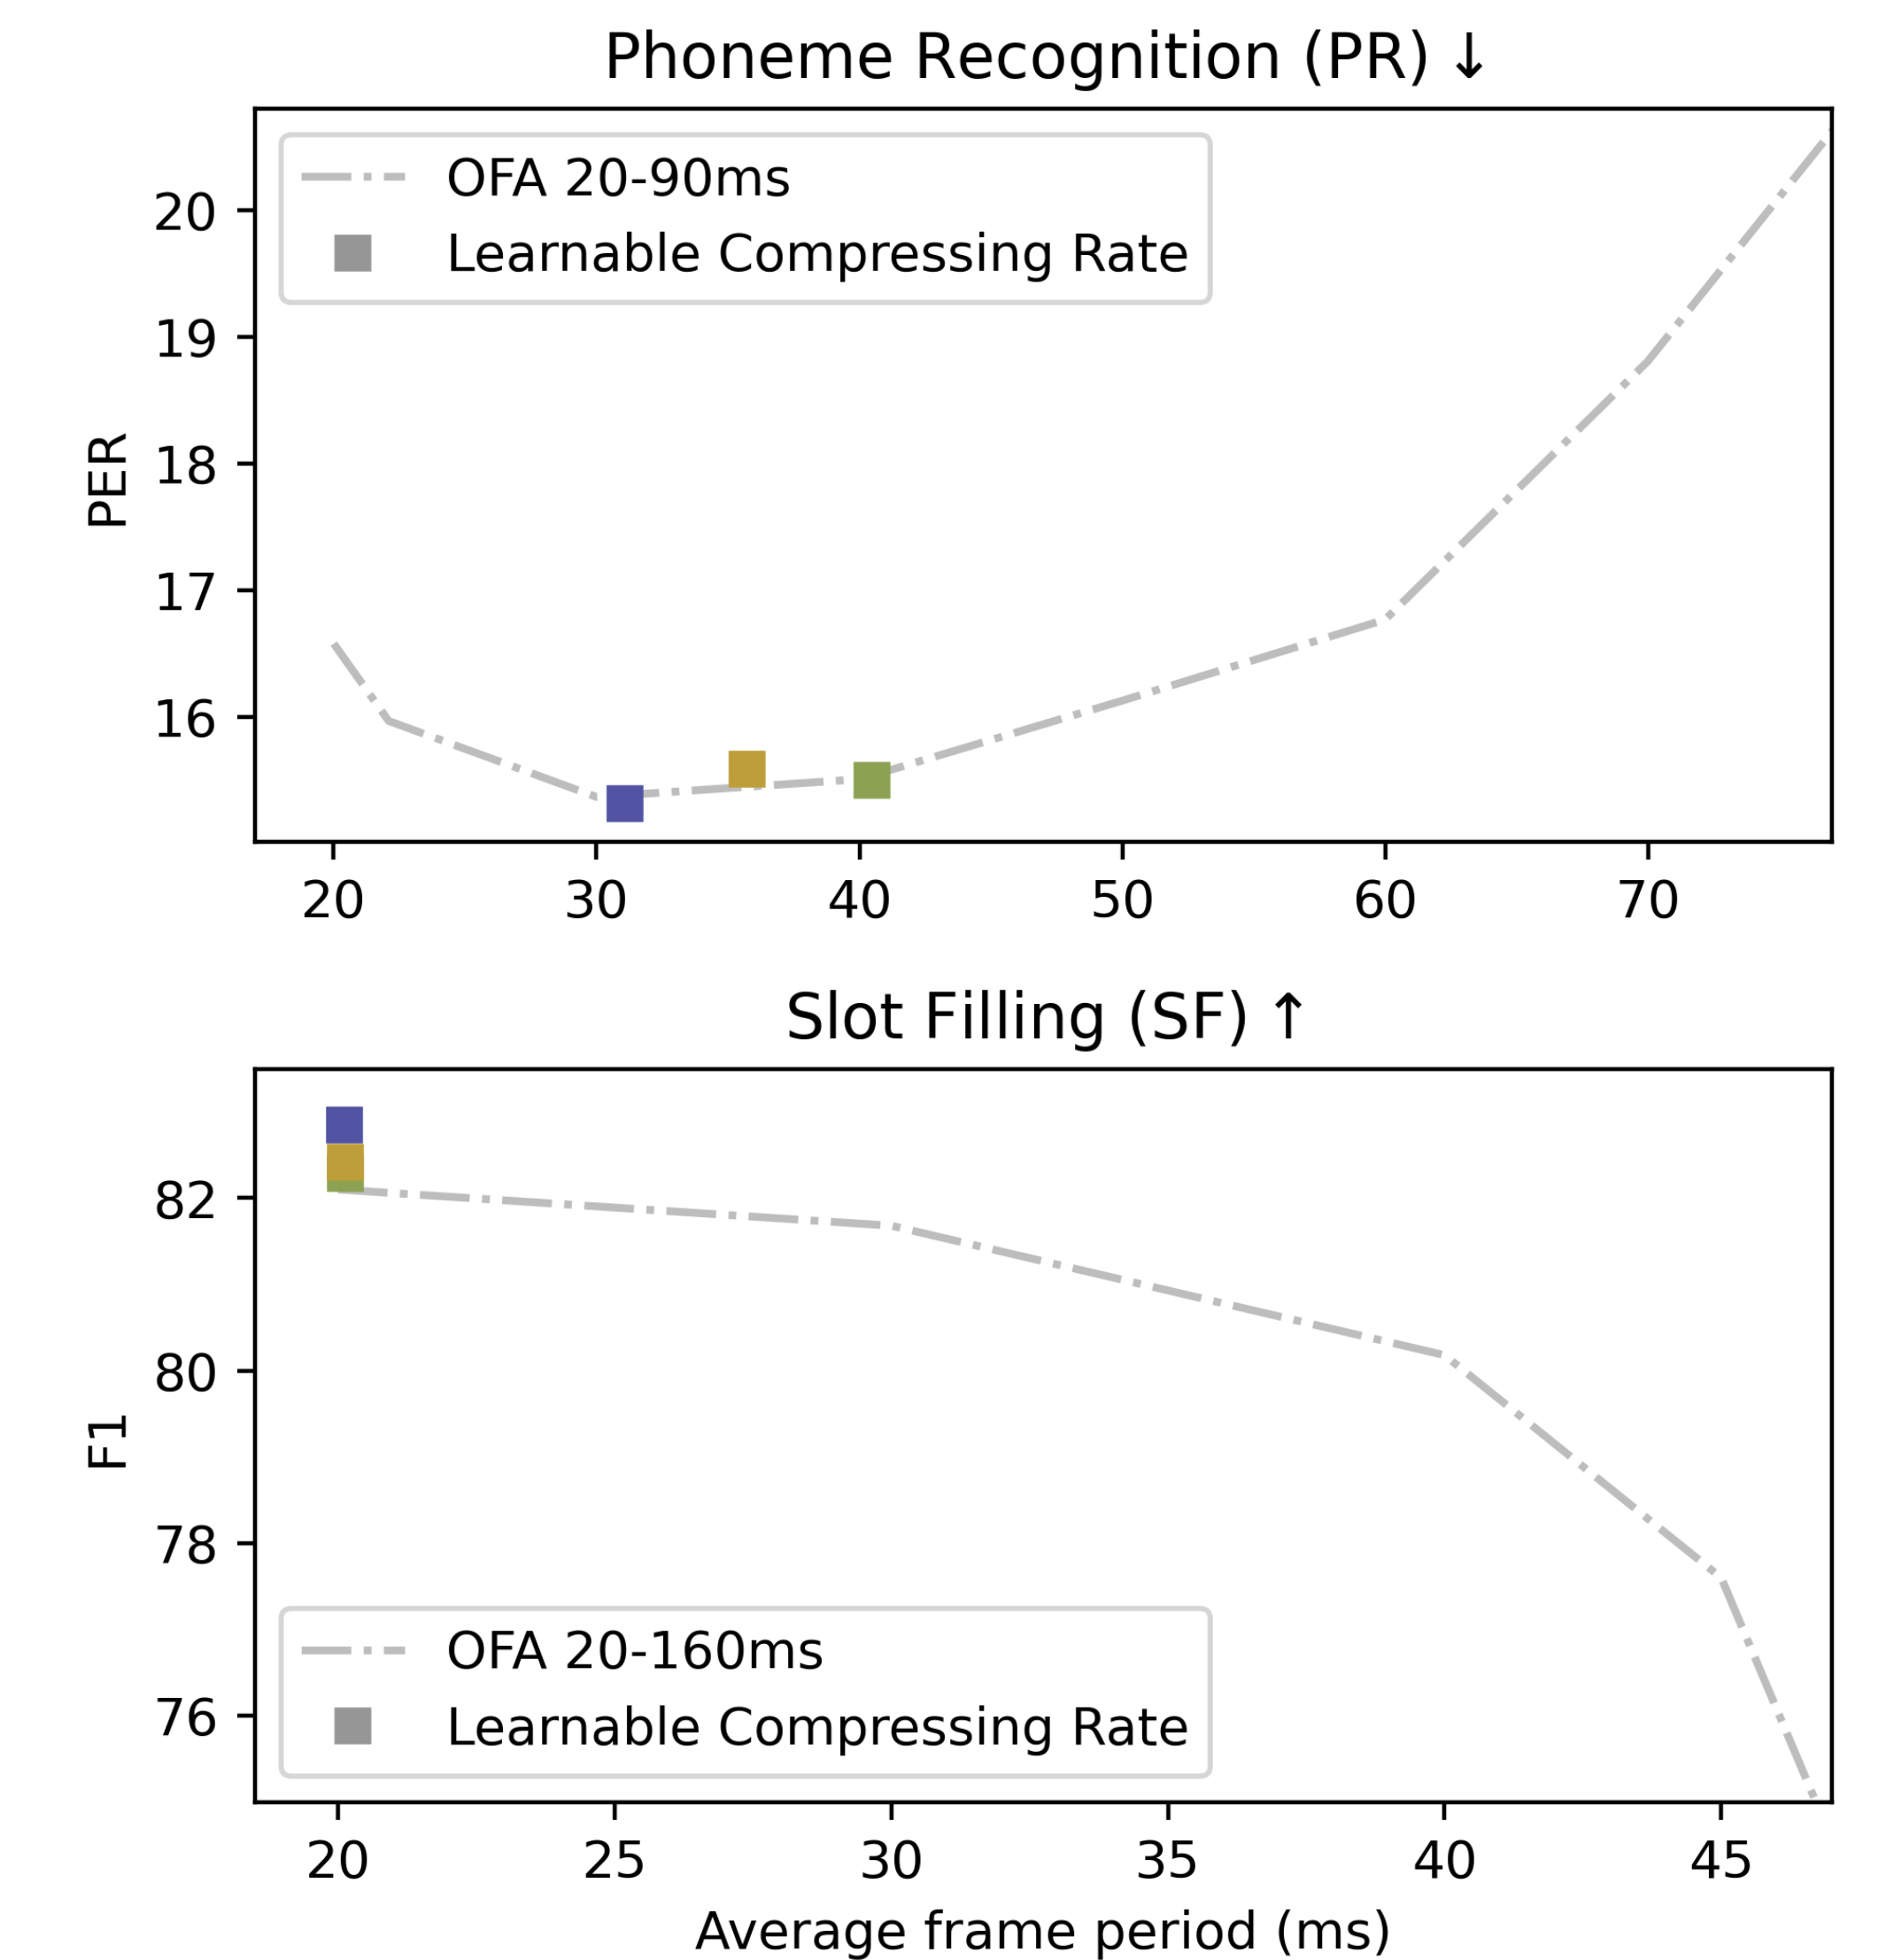 Phoneme Recognition (PR) ↓
OFA 20-90ms
Learnable Compressing Rate
20
19
18
17
16
PER
20 30 40 50 60 70
Slot Filling (SF) ↑
82
80
78
76
F1
OFA 20-160ms
Learnable Compressing Rate
20 25 30 35 40 45
Average frame period (ms)